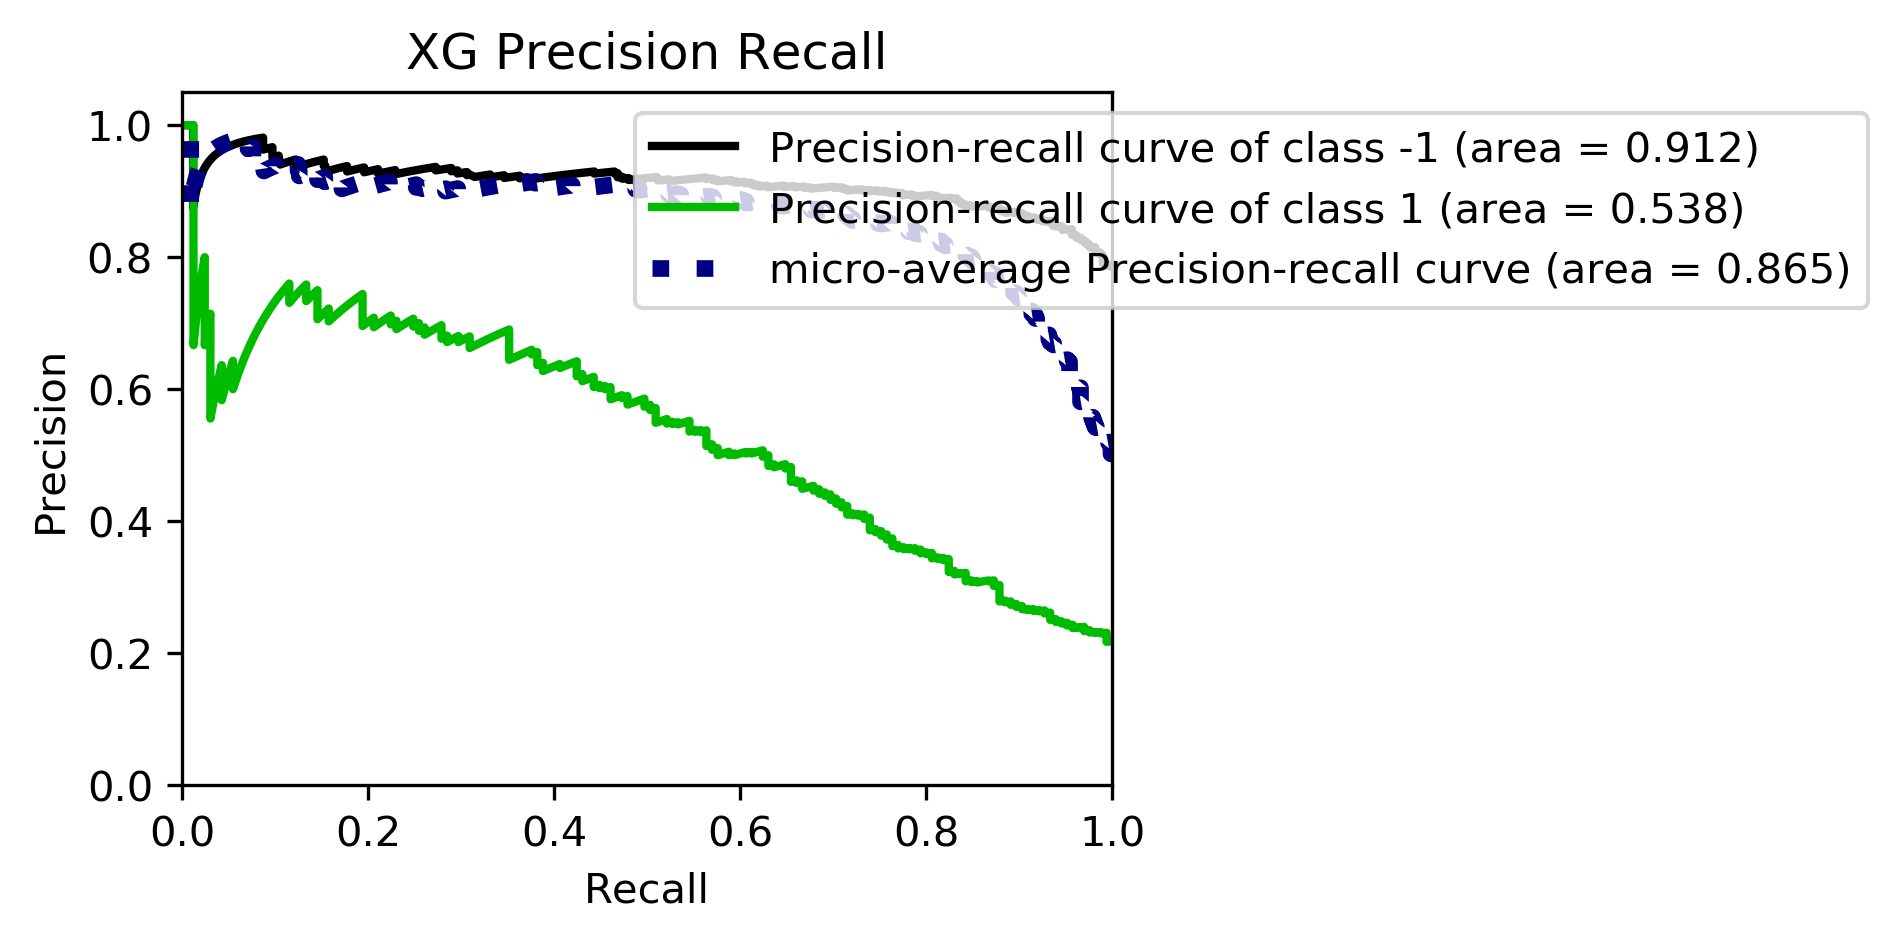 XG Precision Recall
Precision-recall curve of class -1 (area = 0.912)
Precision-recall curve of class 1 (area = 0.538)
micro-average Precision-recall curve (area = 0.865)
Precision
1.0
0.8
0.6
0.4
0.2
0.0
0.0 0.2 0.4 0.6 0.8 1.0
Recall